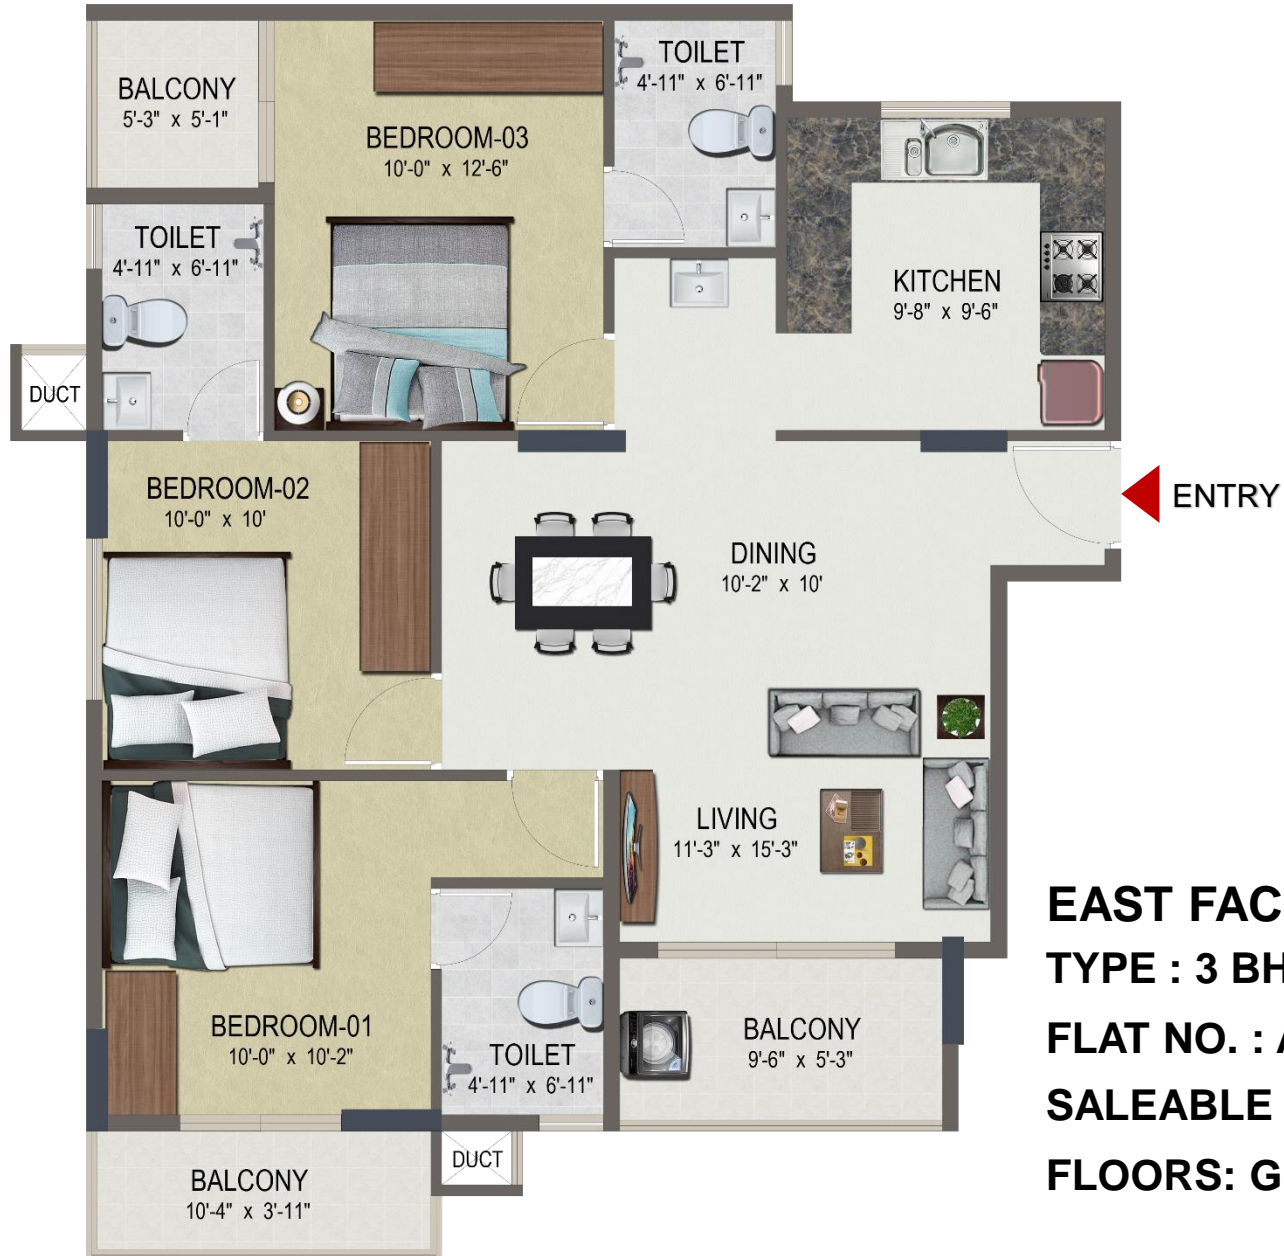 TOILET
4'-11" x 6'-11"
BALCONY
5'-3" x 5'-1"
BEDROOM-03
10'-0" x 12'-6"
TOILET
4'-11" x 6'-11"
KITCHEN
9'-8" x 9'-6"
DUCT
BEDROOM-02
10'-0" x 10'
ENTRY
DINING
10'-2" x 10'
LIVING
11'-3" x 15'-3"
BEDROOM-01
10'-0" x 10'-2"
TOILET
4'-11" x 6'-11"
BALCONY
9'-6" x 5'-3"
DUCT
BALCONY
10'-4" x 3'-11"
EAST FAC
TYPE : 3 BH
FLAT NO. : A
SALEABLE
FLOORS: G